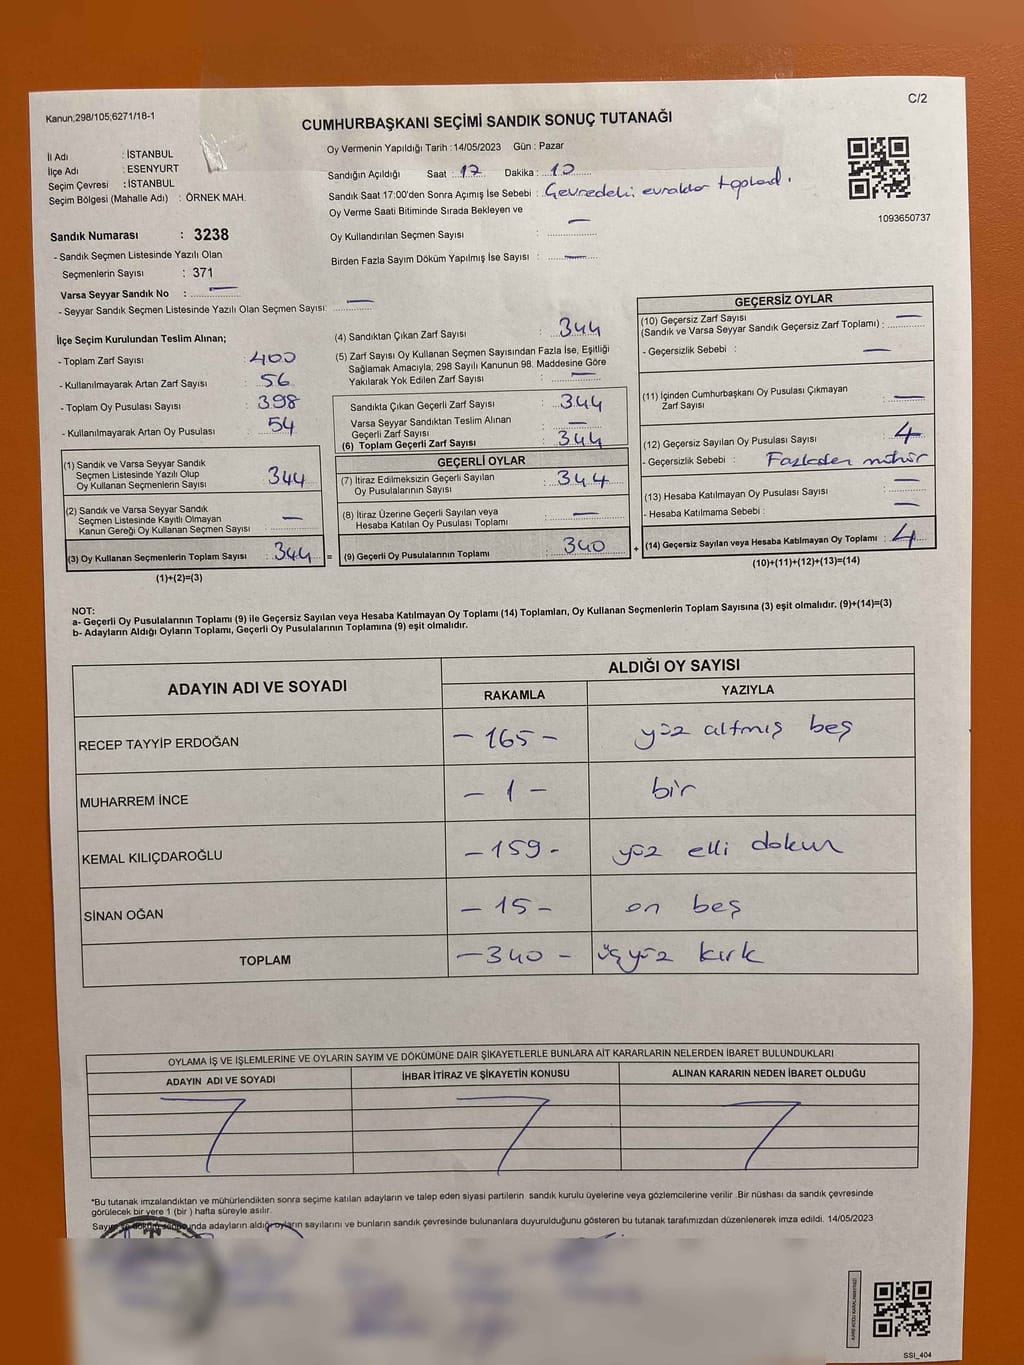 Kanun,298/105;6271/18-1
C/2
CUMHURBAŞKANI SEÇİMİ SANDIK SONUÇ TUTANAĞI
İl Adı : İSTANBUL
İlçe Adı : ESENYURT
Seçim Çevresi : İSTANBUL
Seçim Bölgesi (Mahalle Adı) : ÖRNEK MAH.
Sandık Numarası : 3238
- Sandık Seçmen Listesinde Yazılı Olan
Seçmenlerin Sayısı : 371
Varsa Seyyar Sandık No : —
- Seyyar Sandık Seçmen Listesinde Yazılı Olan Seçmen Sayısı: —
Oy Vermenin Yapıldığı Tarih : 14/05/2023 Gün : Pazar
Sandığın Açıldığı Saat : 17 Dakika : 10
Sandık Saat 17:00'den Sonra Açımış İse Sebebi : Çevredeki evraklar toplandı.
Oy Verme Saati Bitiminde Sırada Bekleyen ve
Oy Kullandırılan Seçmen Sayısı : —
Birden Fazla Sayım Döküm Yapılmış İse Sayısı : —
1093650737
İlçe Seçim Kurulundan Teslim Alınan;
- Toplam Zarf Sayısı : 400
- Kullanılmayarak Artan Zarf Sayısı : 56
- Toplam Oy Pusulası Sayısı : 398
- Kullanılmayarak Artan Oy Pusulası : 54
(1) Sandık ve Varsa Seyyar Sandık
Seçmen Listesinde Yazılı Olup
Oy Kullanan Seçmenlerin Sayısı : 344
(2) Sandık ve Varsa Seyyar Sandık
Seçmen Listesinde Kayıtlı Olmayan
Kanun Gereği Oy Kullanan Seçmen Sayısı : —
(3) Oy Kullanan Seçmenlerin Toplam Sayısı : 344 =
(1)+(2)=(3)
(4) Sandıktan Çıkan Zarf Sayısı : 344
(5) Zarf Sayısı Oy Kullanan Seçmen Sayısından Fazla İse, Eşitliği
Sağlamak Amacıyla; 298 Sayılı Kanunun 98. Maddesine Göre
Yakılarak Yok Edilen Zarf Sayısı : —
Sandıkta Çıkan Geçerli Zarf Sayısı : 344
Varsa Seyyar Sandıktan Teslim Alınan
Geçerli Zarf Sayısı : —
(6) Toplam Geçerli Zarf Sayısı : 344
GEÇERLİ OYLAR
(7) İtiraz Edilmeksizin Geçerli Sayılan
Oy Pusulalarının Sayısı : 344
(8) İtiraz Üzerine Geçerli Sayılan veya
Hesaba Katılan Oy Pusulası Toplamı : —
(9) Geçerli Oy Pusulalarının Toplamı : 340 +
GEÇERSİZ OYLAR
(10) Geçersiz Zarf Sayısı
(Sandık ve Varsa Seyyar Sandık Geçersiz Zarf Toplamı) : —
- Geçersizlik Sebebi : —
(11) İçinden Cumhurbaşkanı Oy Pusulası Çıkmayan
Zarf Sayısı : —
(12) Geçersiz Sayılan Oy Pusulası Sayısı : 4
- Geçersizlik Sebebi : Fazladan mühür
(13) Hesaba Katılmayan Oy Pusulası Sayısı : —
- Hesaba Katılmama Sebebi : —
(14) Geçersiz Sayılan veya Hesaba Katılmayan Oy Toplamı : 4
(10)+(11)+(12)+(13)=(14)
NOT:
a- Geçerli Oy Pusulalarının Toplamı (9) ile Geçersiz Sayılan veya Hesaba Katılmayan Oy Toplamı (14) Toplamları, Oy Kullanan Seçmenlerin Toplam Sayısına (3) eşit olmalıdır. (9)+(14)=(3)
b- Adayların Aldığı Oyların Toplamı, Geçerli Oy Pusulalarının Toplamına (9) eşit olmalıdır.
ADAYIN ADI VE SOYADI
ALDIĞI OY SAYISI
RAKAMLA YAZIYLA
RECEP TAYYİP ERDOĞAN - 165 - yüz altmış beş
MUHARREM İNCE - 1 - bir
KEMAL KILIÇDAROĞLU - 159 - yüz elli dokuz
SİNAN OĞAN - 15 - on beş
TOPLAM - 340 - üçyüz kırk
OYLAMA İŞ VE İŞLEMLERİNE VE OYLARIN SAYIM VE DÖKÜMÜNE DAİR ŞİKAYETLERLE BUNLARA AİT KARARLARIN NELERDEN İBARET BULUNDUKLARI
ADAYIN ADI VE SOYADI İHBAR İTİRAZ VE ŞİKAYETİN KONUSU ALINAN KARARIN NEDEN İBARET OLDUĞU
*Bu tutanak imzalandıktan ve mühürlendikten sonra seçime katılan adayların ve talep eden siyasi partilerin sandık kurulu üyelerine veya gözlemcilerine verilir .Bir nüshası da sandık çevresinde
görülecek bir yere 1 (bir ) hafta süreyle asılır.
Sayım ve döküm sonunda adayların aldığı oyların sayılarını ve bunların sandık çevresinde bulunanlara duyurulduğunu gösteren bu tutanak tarafımızdan düzenlenerek imza edildi. 14/05/2023
SSI_404